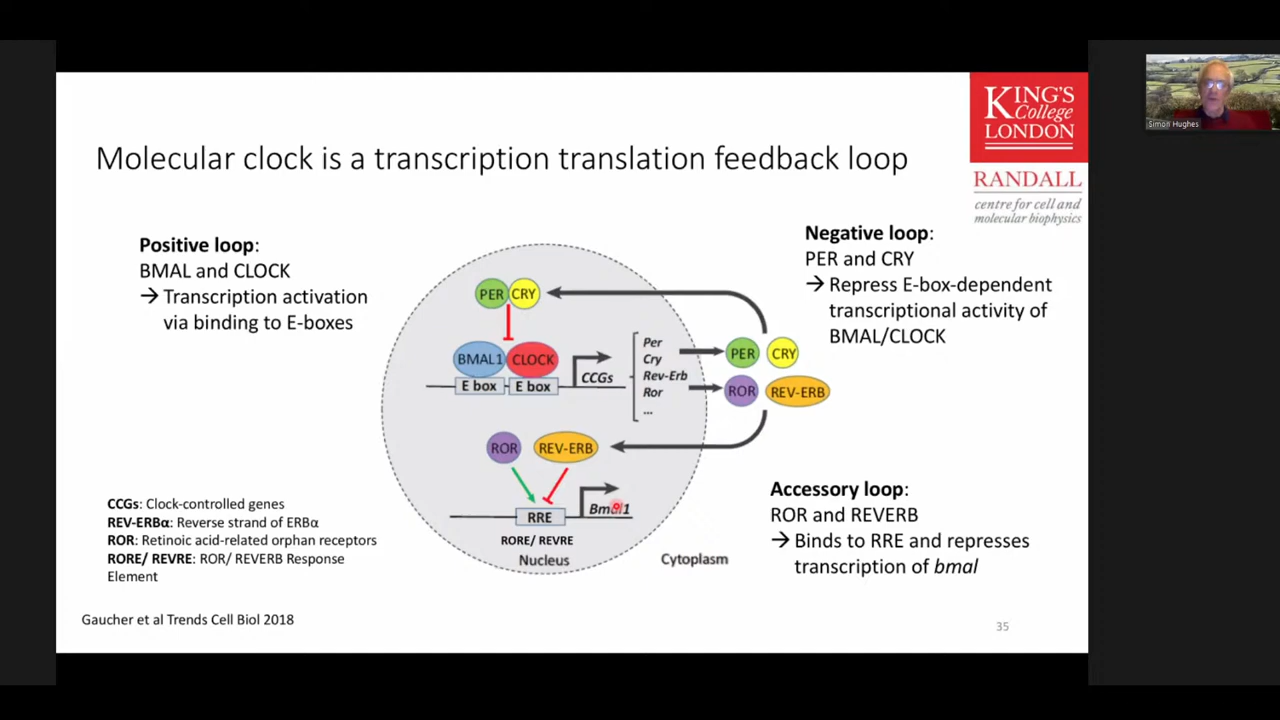 Molecular clock is a transcription translation feedback loop
KING'S
College
LONDON
RANDALL
centre for cell and
molecular biophysics
Simon Hughes
Positive loop:
BMAL and CLOCK
→ Transcription activation
via binding to E-boxes
Negative loop:
PER and CRY
→ Repress E-box-dependent
transcriptional activity of
BMAL/CLOCK
PER CRY
BMAL1 CLOCK
E box E box
CCGs
Per
Cry
Rev-Erb
Ror
...
PER CRY
ROR REV-ERB
ROR REV-ERB
RRE
Bmal1
RORE/ REVRE
Nucleus
Cytoplasm
CCGs: Clock-controlled genes
REV-ERBα: Reverse strand of ERBα
ROR: Retinoic acid-related orphan receptors
RORE/ REVRE: ROR/ REVERB Response
Element
Accessory loop:
ROR and REVERB
→ Binds to RRE and represses
transcription of bmal
Gaucher et al Trends Cell Biol 2018
35